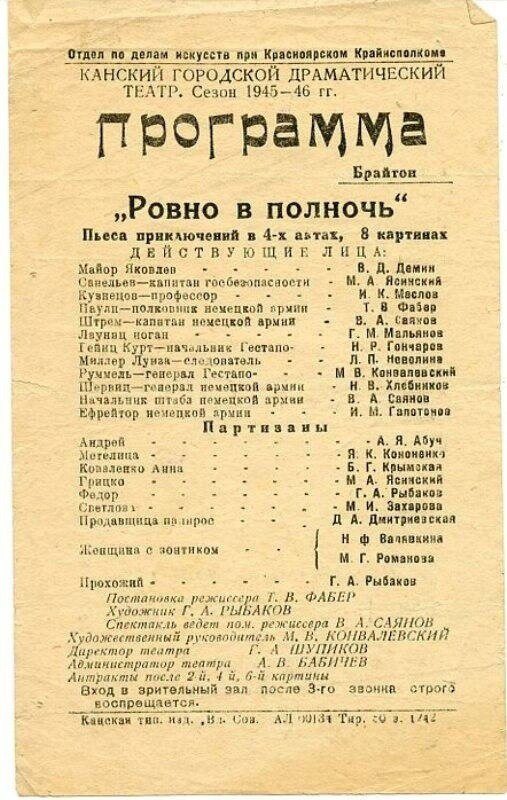 Отдел по делам искусств при Красноярском Крайисполкоме
КАНСКИЙ ГОРОДСКОЙ ДРАМАТИЧЕСКИЙ
ТЕАТР. Сезон 1945—46 гг.
ПРОГРАММА
Брайтон
„Ровно в полночь“
Пьеса приключений в 4-х актах, 8 картинах
ДЕЙСТВУЮЩИЕ ЛИЦА:
Майор Яковлев - - - - В. Д. Демин
Савельев—капитан госбезопасности - М. А. Ясинский
Кузнецов—профессор - - - И. К. Маслов
Паули—полковник немецкой армии - Т. В Фабер
Штрем—капитан немецкой армии - В. А. Саянов
Лаунец иоган - - - - Г. М Мальянов
Гейнц Курт—начальник Гестапо- - Н. Р. Гончаров
Миллер Луиза—следователь - - Л. П. Неволина
Руммель—генерал Гестапо- - - М В. Конвалевский
Шервиц—генерал немецкой армии - Н. В. Хлебников
Начальник штаба немецкой армии - В. А Саянов
Ефрейтор немецкой армии - - И. М. Гапотонов
Партизаны
Андрей - - - - - А. Я. Абуч
Метелица - - - - - Я. К. Кононенко
Коваленко Анна - - - - Б. Г. Крымская
Грицко - - - - - М. А. Ясинский
Федор - - - - - Г. А. Рыбаков
Светлова - - - - - М. И. Захарова
Продавщица папирос - - - Д А. Дмитриевская
Н Ф Валявкина
Женщина с зонтиком - - - {
М. Г. Романова
Прохожий - - - - - Г. А. Рыбаков
Постановка режиссера Т. В. ФАБЕР
Художник Г. А. РЫБАКОВ
Спектакль ведет пом. режиссера В А. САЯНОВ
Художественный руководитель М. В. КОНВАЛЕВСКИЙ
Директор театра Г. А ШУПИКОВ
Администратор театра А. В. БАБИЧЕВ
Антракты после 2-й, 4 й, 6-й картины
Вход в зрительный зал после 3-го звонка строго
воспрещается.
Канская тип. изд. „Вл. Сов. АЛ 00134 Тир.